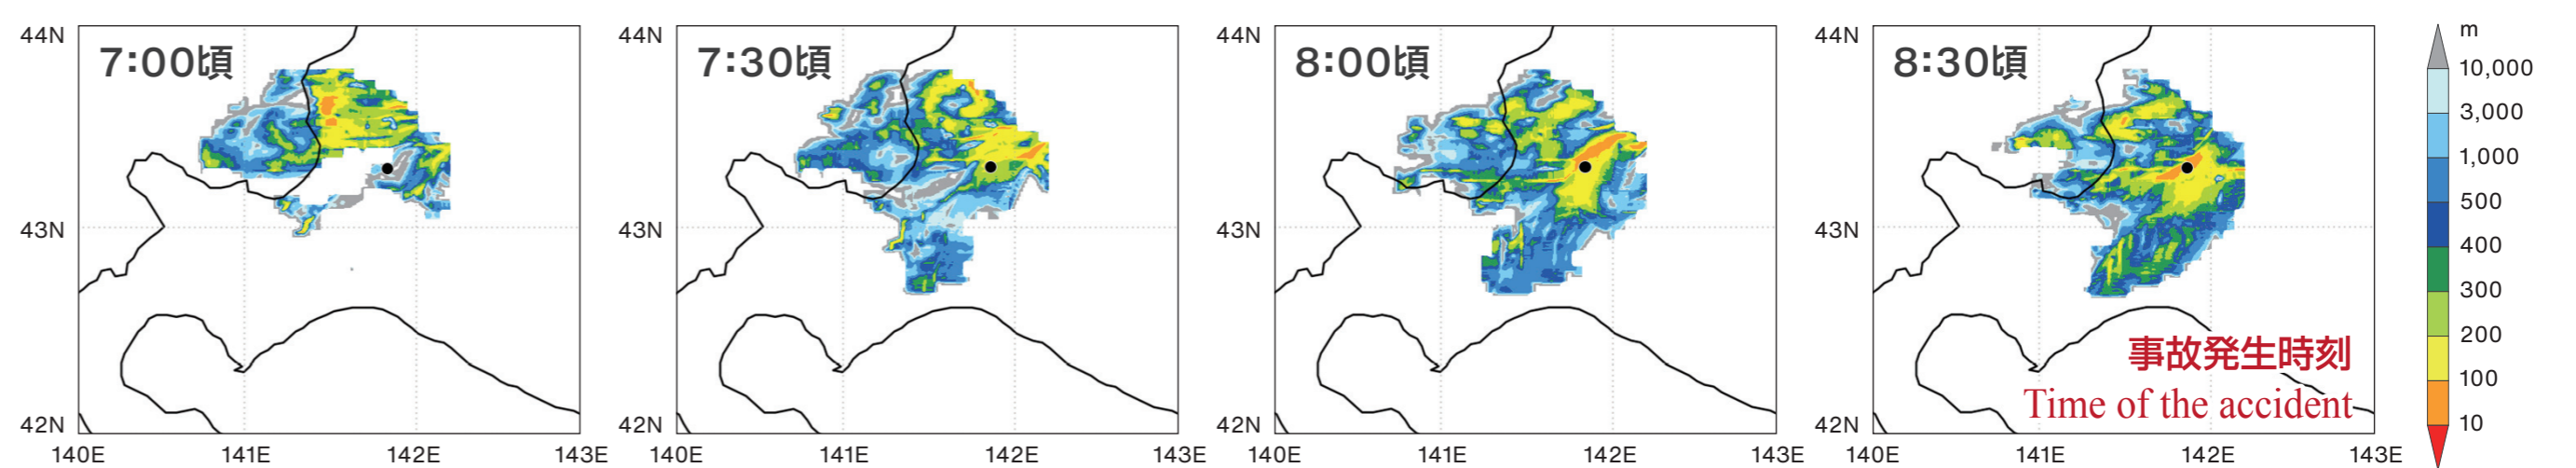 44N
7:00頃
43N
42N
140E 141E 142E 143E
44N
7:30頃
43N
42N
140E 141E 142E 143E
44N
8:00頃
43N
42N
140E 141E 142E 143E
44N
8:30頃
43N
事故発生時刻
Time of the accident
42N
140E 141E 142E 143E
m
10,000
3,000
1,000
500
400
300
200
100
10